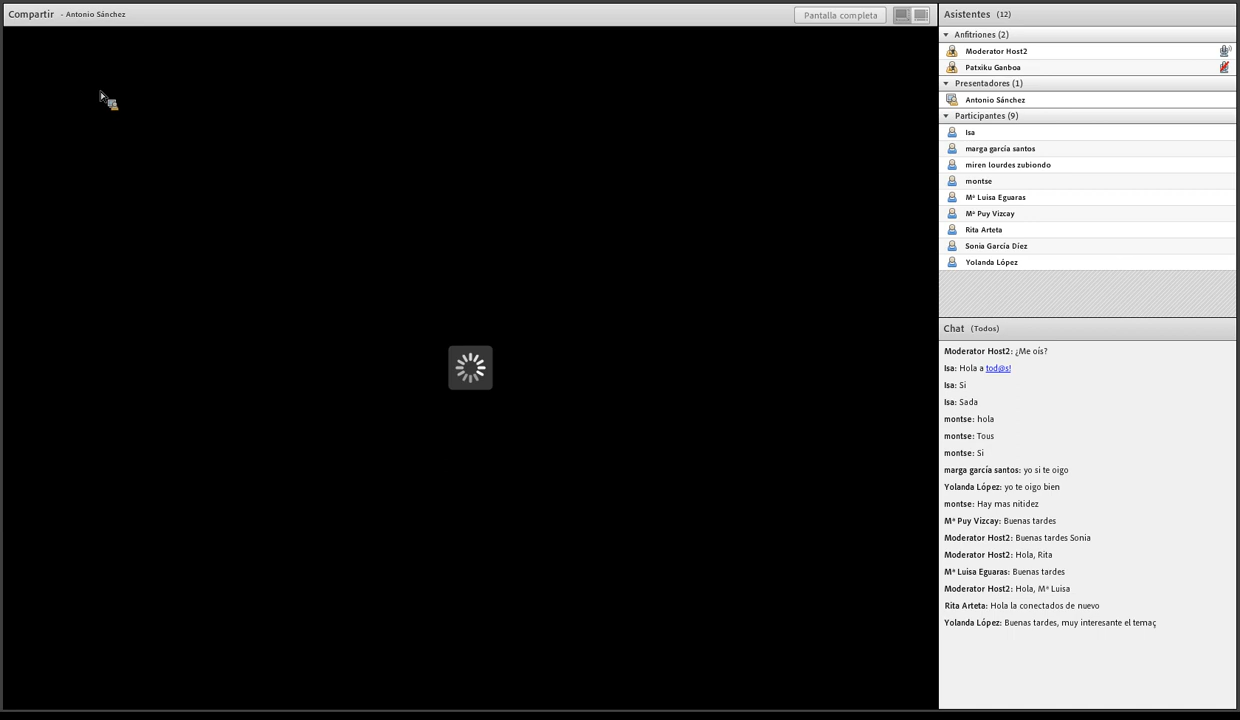 Compartir - Antonio Sánchez
Pantalla completa
Asistentes (12)
Anfitriones (2)
Moderator Host2
Patxiku Ganboa
Presentadores (1)
Antonio Sánchez
Participantes (9)
Isa
marga garcía santos
miren lourdes zubiondo
montse
Mª Luisa Eguaras
Mª Puy Vizcay
Rita Arteta
Sonia García Díez
Yolanda López
Chat (Todos)
Moderator Host2: ¿Me oís?
Isa: Hola a tod@s!
Isa: Si
Isa: Sada
montse: hola
montse: Tous
montse: Si
marga garcía santos: yo si te oigo
Yolanda López: yo te oigo bien
montse: Hay mas nitidez
Mª Puy Vizcay: Buenas tardes
Moderator Host2: Buenas tardes Sonia
Moderator Host2: Hola, Rita
Mª Luisa Eguaras: Buenas tardes
Moderator Host2: Hola, Mª Luisa
Rita Arteta: Hola la conectados de nuevo
Yolanda López: Buenas tardes, muy interesante el temaç